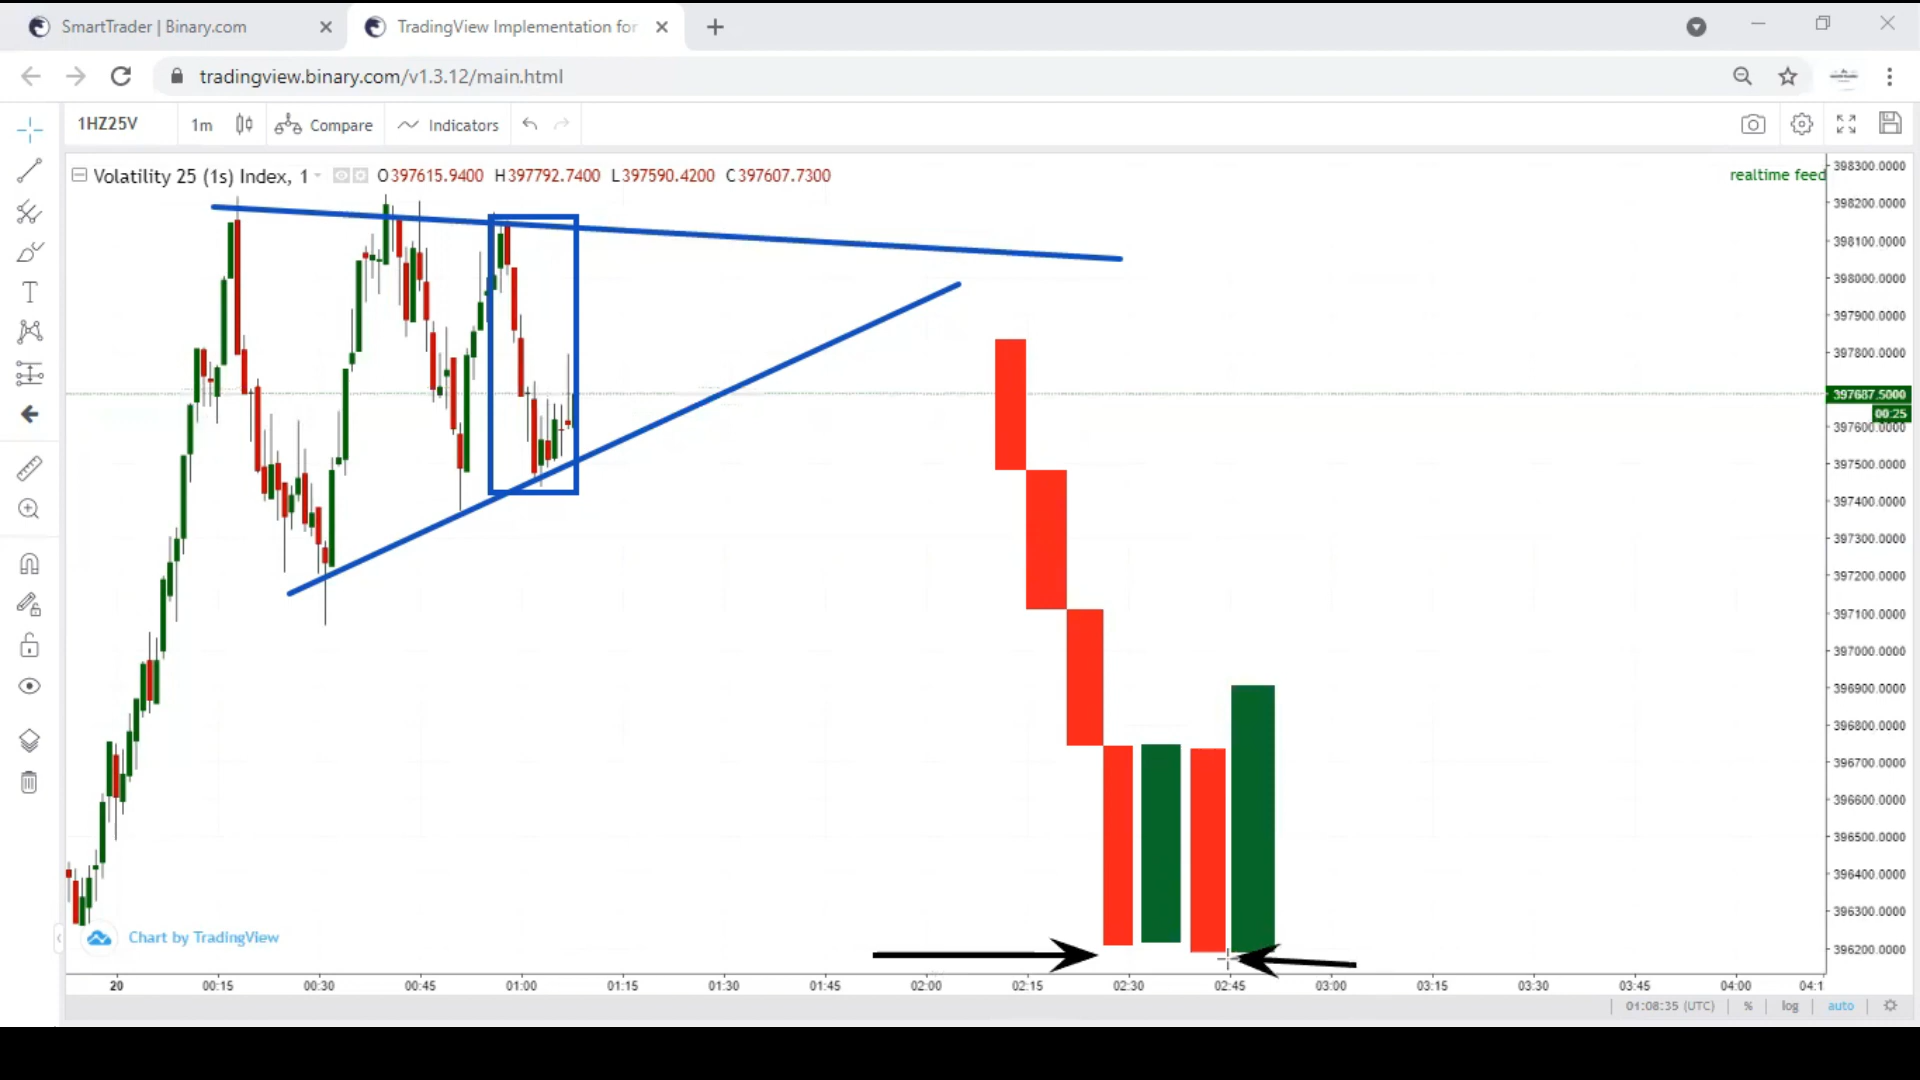 SmartTrader | Binary.com
TradingView Implementation for
tradingview.binary.com/v1.3.12/main.html
1HZ25V
1m
Compare
Indicators
Volatility 25 (1s) Index, 1
O397615.9400 H397792.7400 L397590.4200 C397607.7300
realtime feed
398300.0000
398200.0000
398100.0000
398000.0000
397900.0000
397800.0000
397687.5000
00:25
397600.0000
397500.0000
397400.0000
397300.0000
397200.0000
397100.0000
397000.0000
396900.0000
396800.0000
396700.0000
396600.0000
396500.0000
396400.0000
396300.0000
396200.0000
Chart by TradingView
20 00:15 00:30 00:45 01:00 01:15 01:30 01:45 02:00 02:15 02:30 02:45 03:00 03:15 03:30 03:45 04:00 04:1
01:08:35 (UTC) % log auto